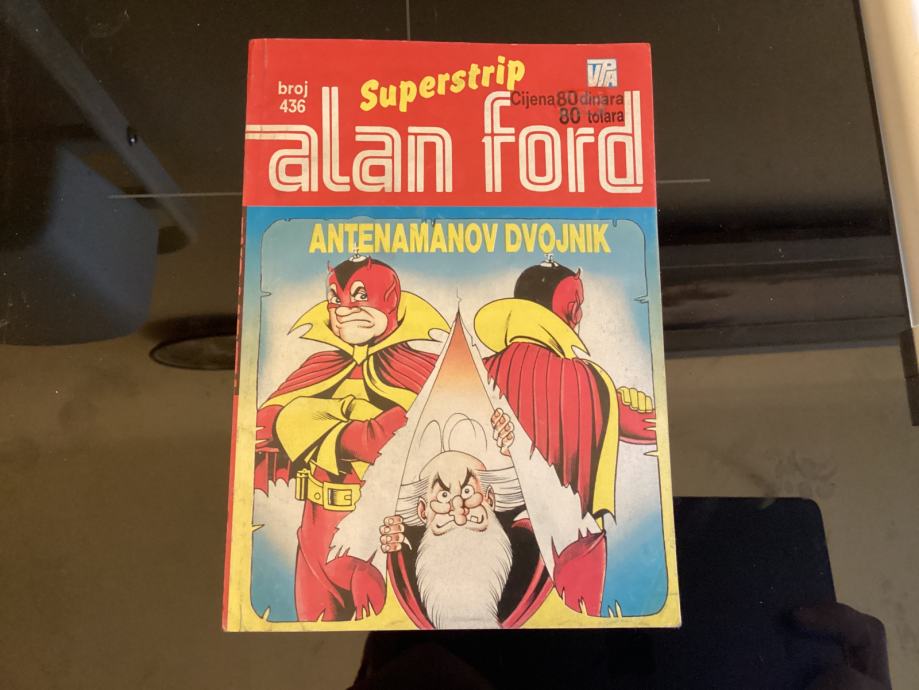 broj
436
Superstrip
VPA
Cijena 80 dinara
80 tolara
alan ford
ANTENAMANOV DVOJNIK